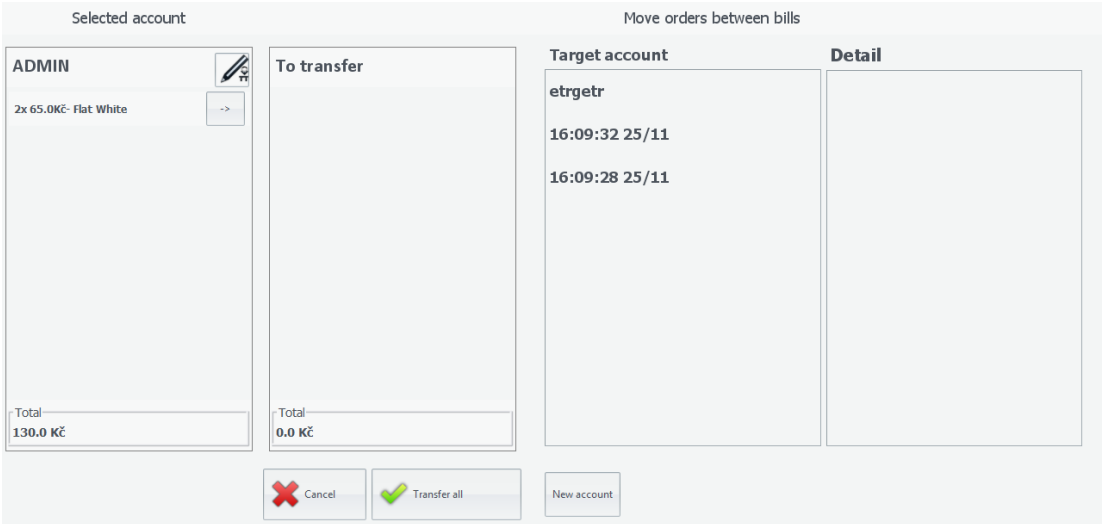 Selected account
Move orders between bills
ADMIN
2x 65.0Kč- Flat White
->
Total
130.0 Kč
To transfer
Total
0.0 Kč
Target account
etrgetr
16:09:32 25/11
16:09:28 25/11
Detail
Cancel
Transfer all
New account